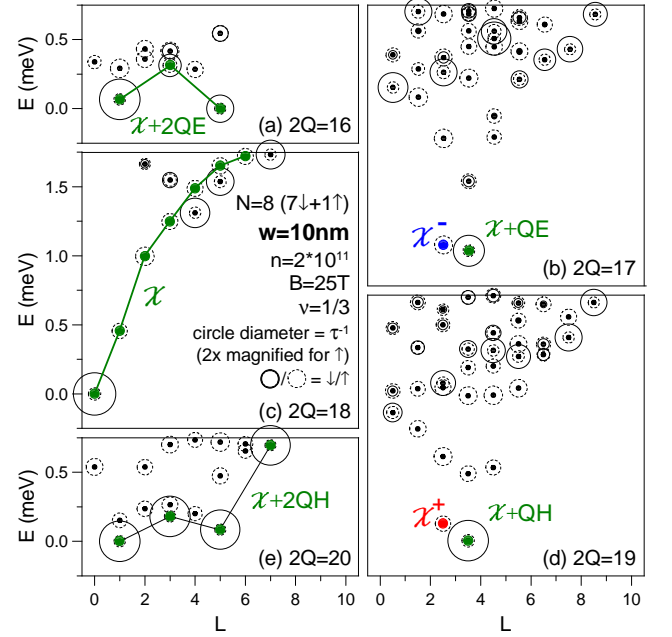 E (meV)
0.5
0.0
𝒳+2QE
(a) 2Q=16
E (meV)
1.5
1.0
0.5
0.0
N=8 (7↓+1↑)
w=10nm
n=2*10¹¹
B=25T
ν=1/3
𝒳
circle diameter = τ⁻¹
(2x magnified for ↑)
/ = ↓/↑
(c) 2Q=18
E (meV)
0.5
0.0
𝒳+2QH
(e) 2Q=20
0 2 4 6 8 10
L
𝒳⁻
𝒳+QE
(b) 2Q=17
𝒳⁺
𝒳+QH
(d) 2Q=19
0 2 4 6 8 10
L